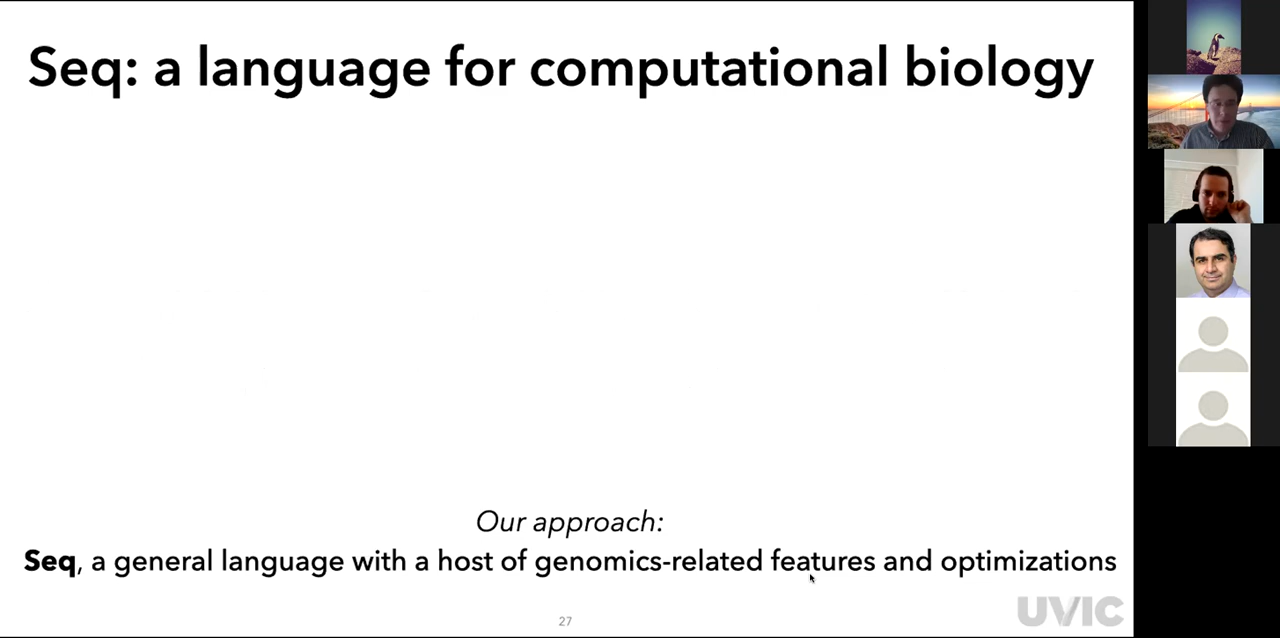 Seq: a language for computational biology
Our approach:
Seq, a general language with a host of genomics-related features and optimizations
27
UVIC